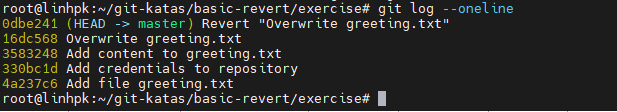 root@linhpk:~/git-katas/basic-revert/exercise# git log --oneline
0dbe241 (HEAD -> master) Revert "Overwrite greeting.txt"
16dc568 Overwrite greeting.txt
3583248 Add content to greeting.txt
330bc1d Add credentials to repository
4a237c6 Add file greeting.txt
root@linhpk:~/git-katas/basic-revert/exercise#